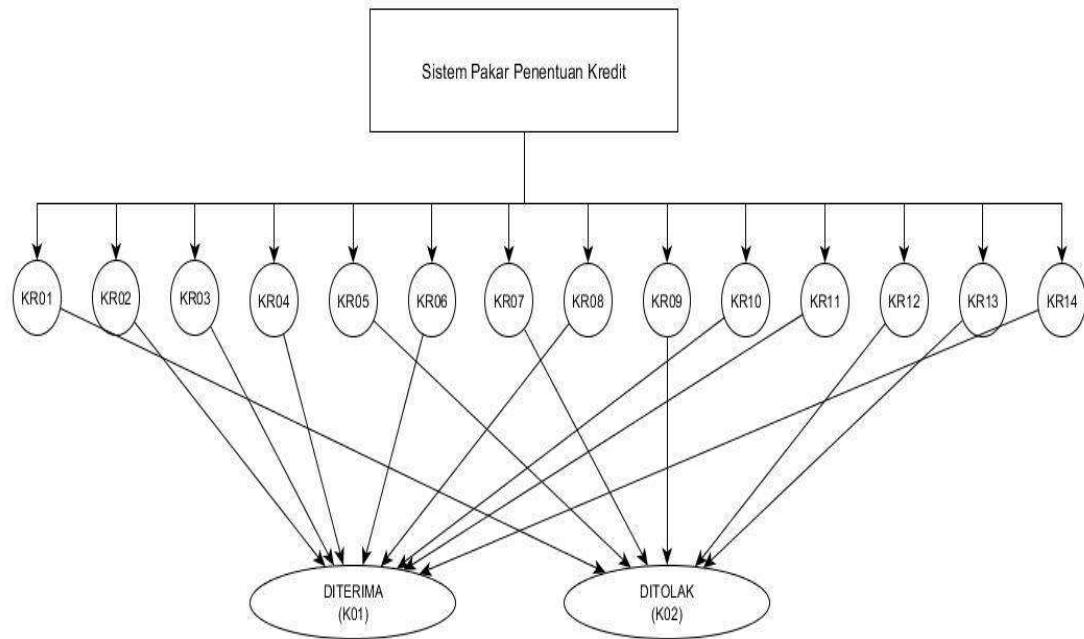 Sistem Pakar Penentuan Kredit
KR01
KR02
KR03
KR04
KR05
KR06
KR07
KR08
KR09
KR10
KR11
KR12
KR13
KR14
DITERIMA
(K01)
DITOLAK
(K02)